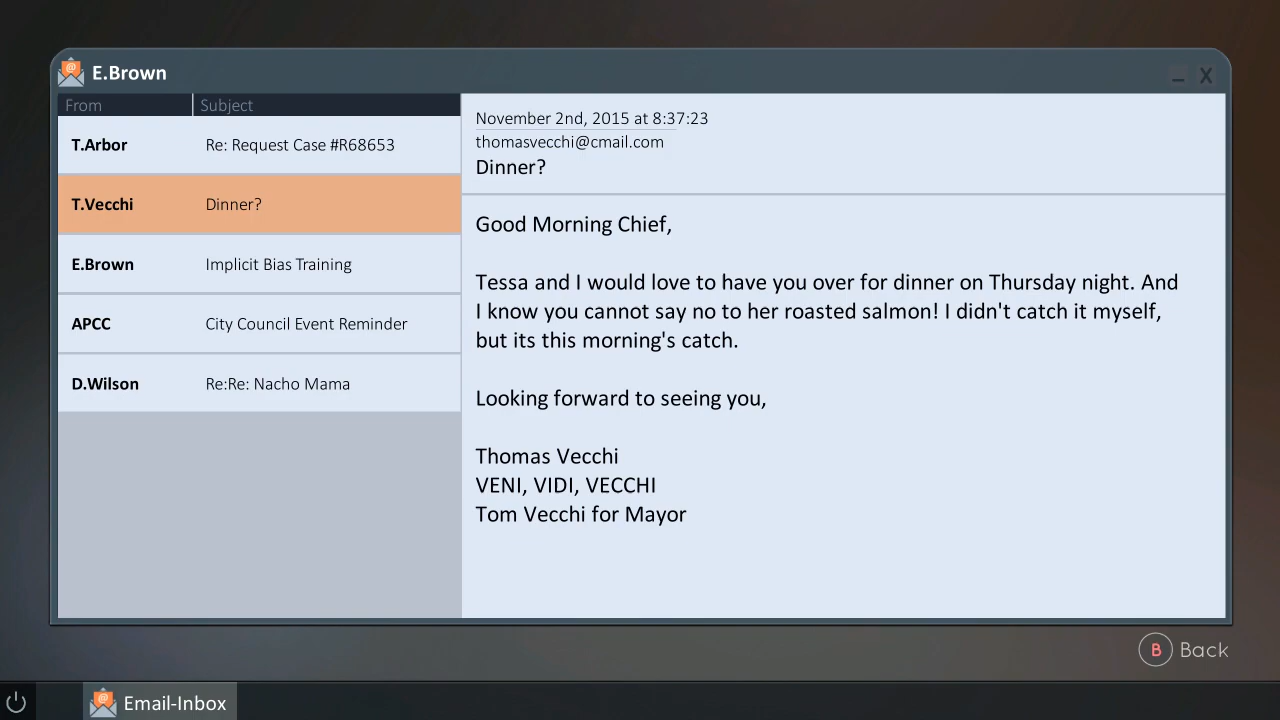 E.Brown
From Subject
T.Arbor Re: Request Case #R68653
T.Vecchi Dinner?
E.Brown Implicit Bias Training
APCC City Council Event Reminder
D.Wilson Re:Re: Nacho Mama
November 2nd, 2015 at 8:37:23
thomasvecchi@cmail.com
Dinner?
Good Morning Chief,
Tessa and I would love to have you over for dinner on Thursday night. And
I know you cannot say no to her roasted salmon! I didn't catch it myself,
but its this morning's catch.
Looking forward to seeing you,
Thomas Vecchi
VENI, VIDI, VECCHI
Tom Vecchi for Mayor
B Back
Email-Inbox